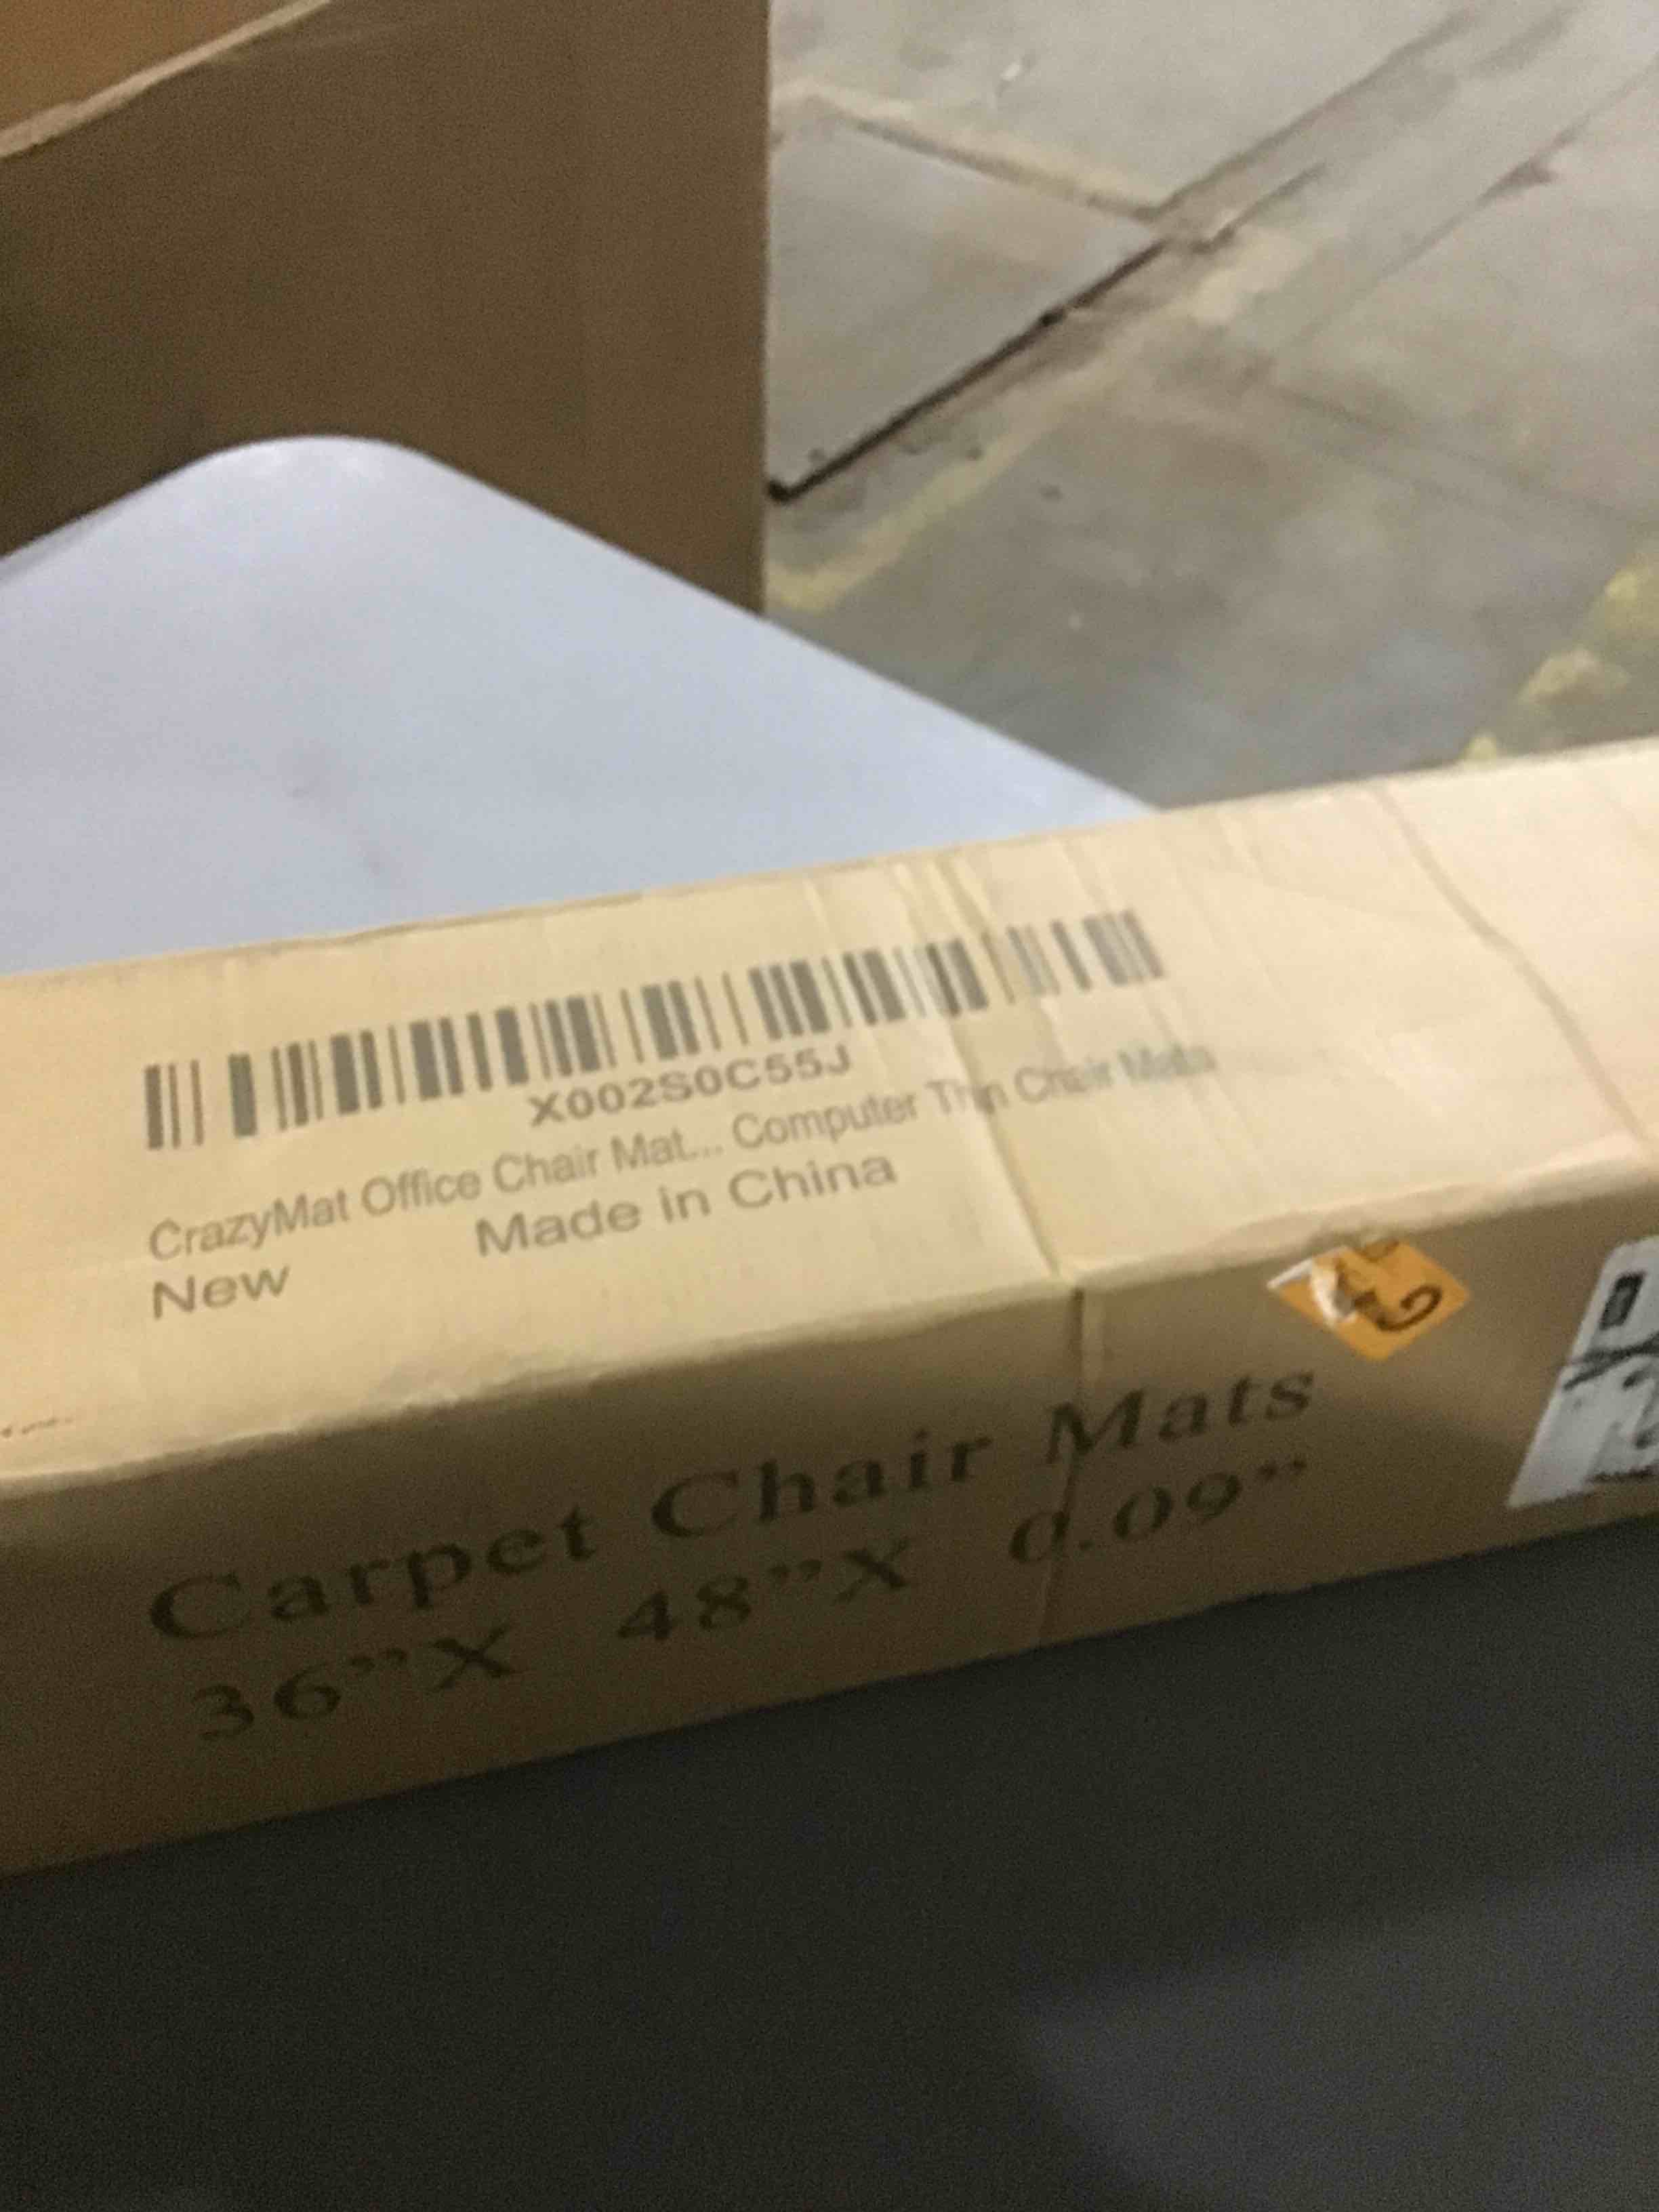 X002S0C55J
CrazyMat Office Chair Mat... Computer Thin Chair Mats
New Made in China
Carpet Chair Mats
36”X 48”X 0.09”